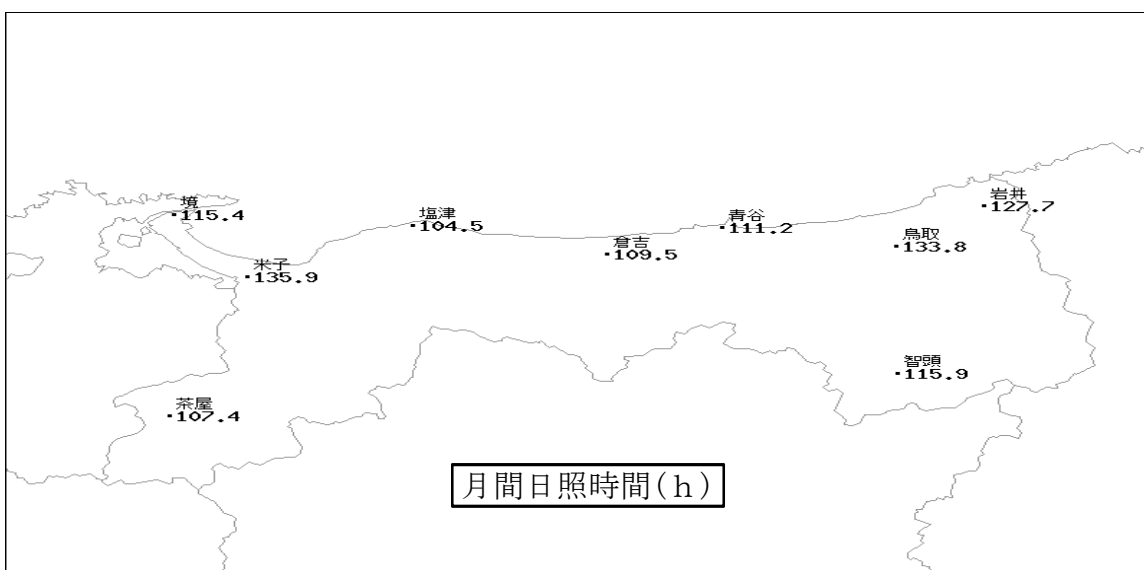 岩井
・127.7
境
・115.4
塩津
・104.5
青谷
・111.2
鳥取
・133.8
倉吉
・109.5
米子
・135.9
智頭
・115.9
茶屋
・107.4
月間日照時間(h)